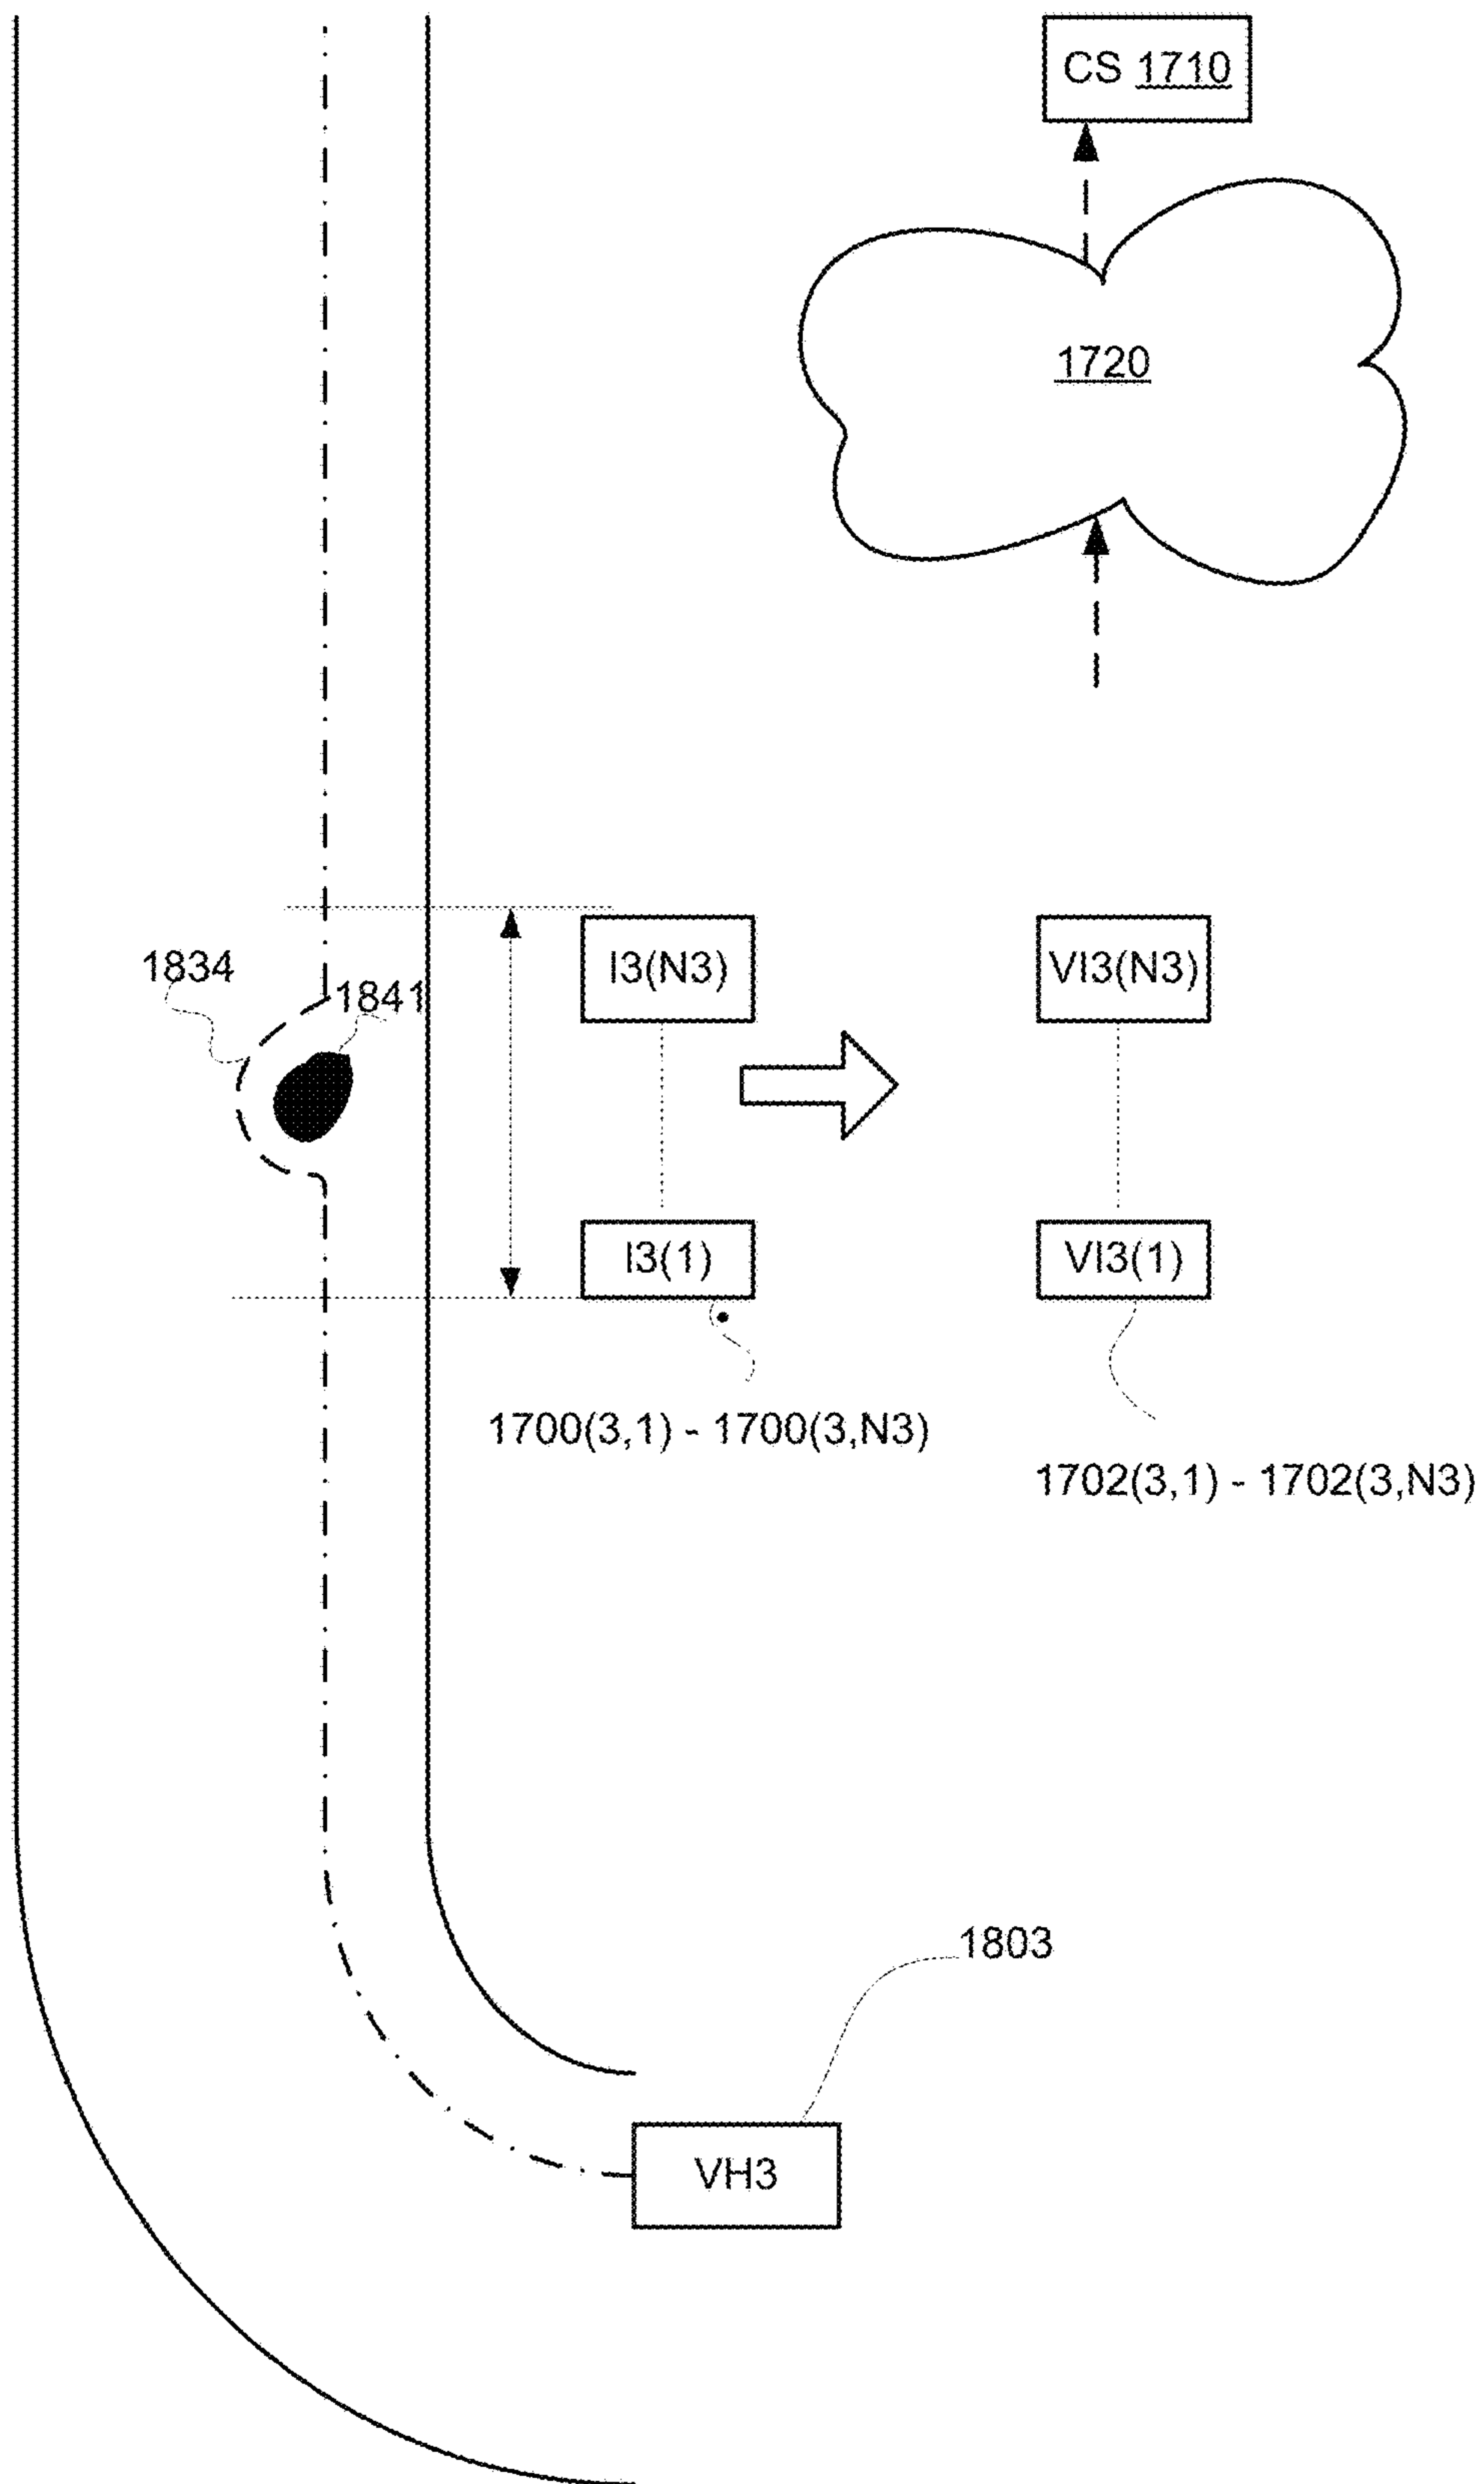 CS 1710
1720
1834
1841
I3(N3)
VI3(N3)
I3(1)
VI3(1)
1700(3,1) - 1700(3,N3)
1702(3,1) - 1702(3,N3)
1803
VH3